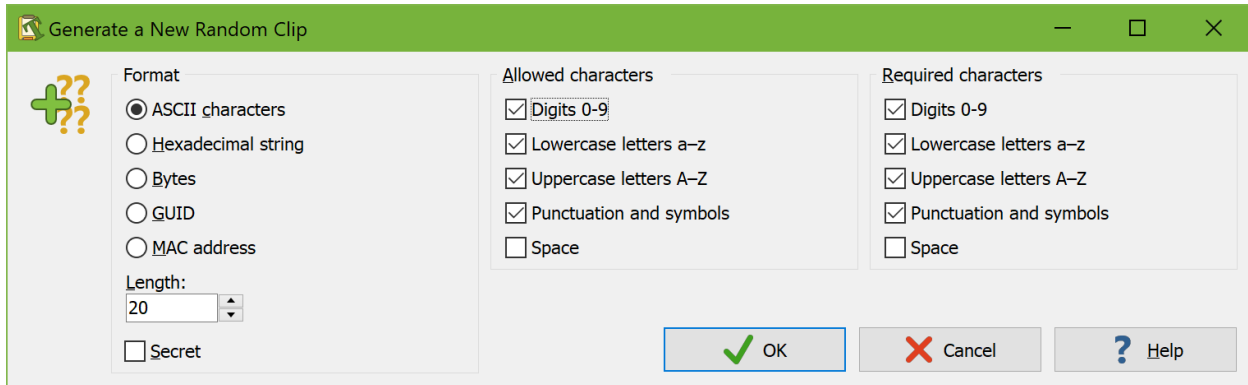 Generate a New Random Clip
??
??
Format
ASCII characters
Hexadecimal string
Bytes
GUID
MAC address
Length:
20
Secret
Allowed characters
Digits 0-9
Lowercase letters a–z
Uppercase letters A–Z
Punctuation and symbols
Space
Required characters
Digits 0-9
Lowercase letters a–z
Uppercase letters A–Z
Punctuation and symbols
Space
OK
Cancel
? Help